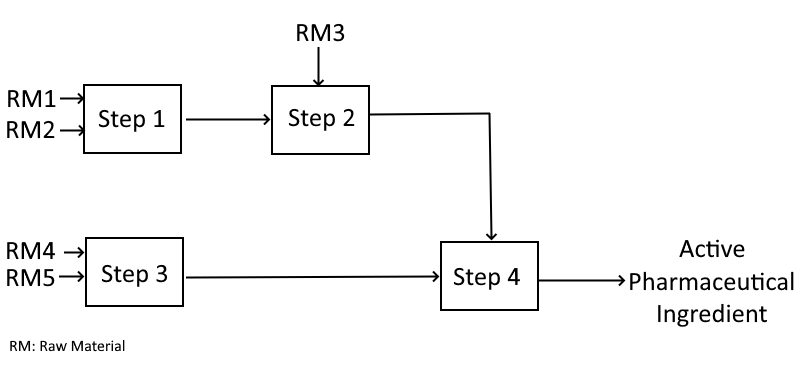 RM3
RM1
Step 1
Step 2
RM2
RM4
Step 3
Step 4
RM5
Active
Pharmaceutical
Ingredient
RM: Raw Material